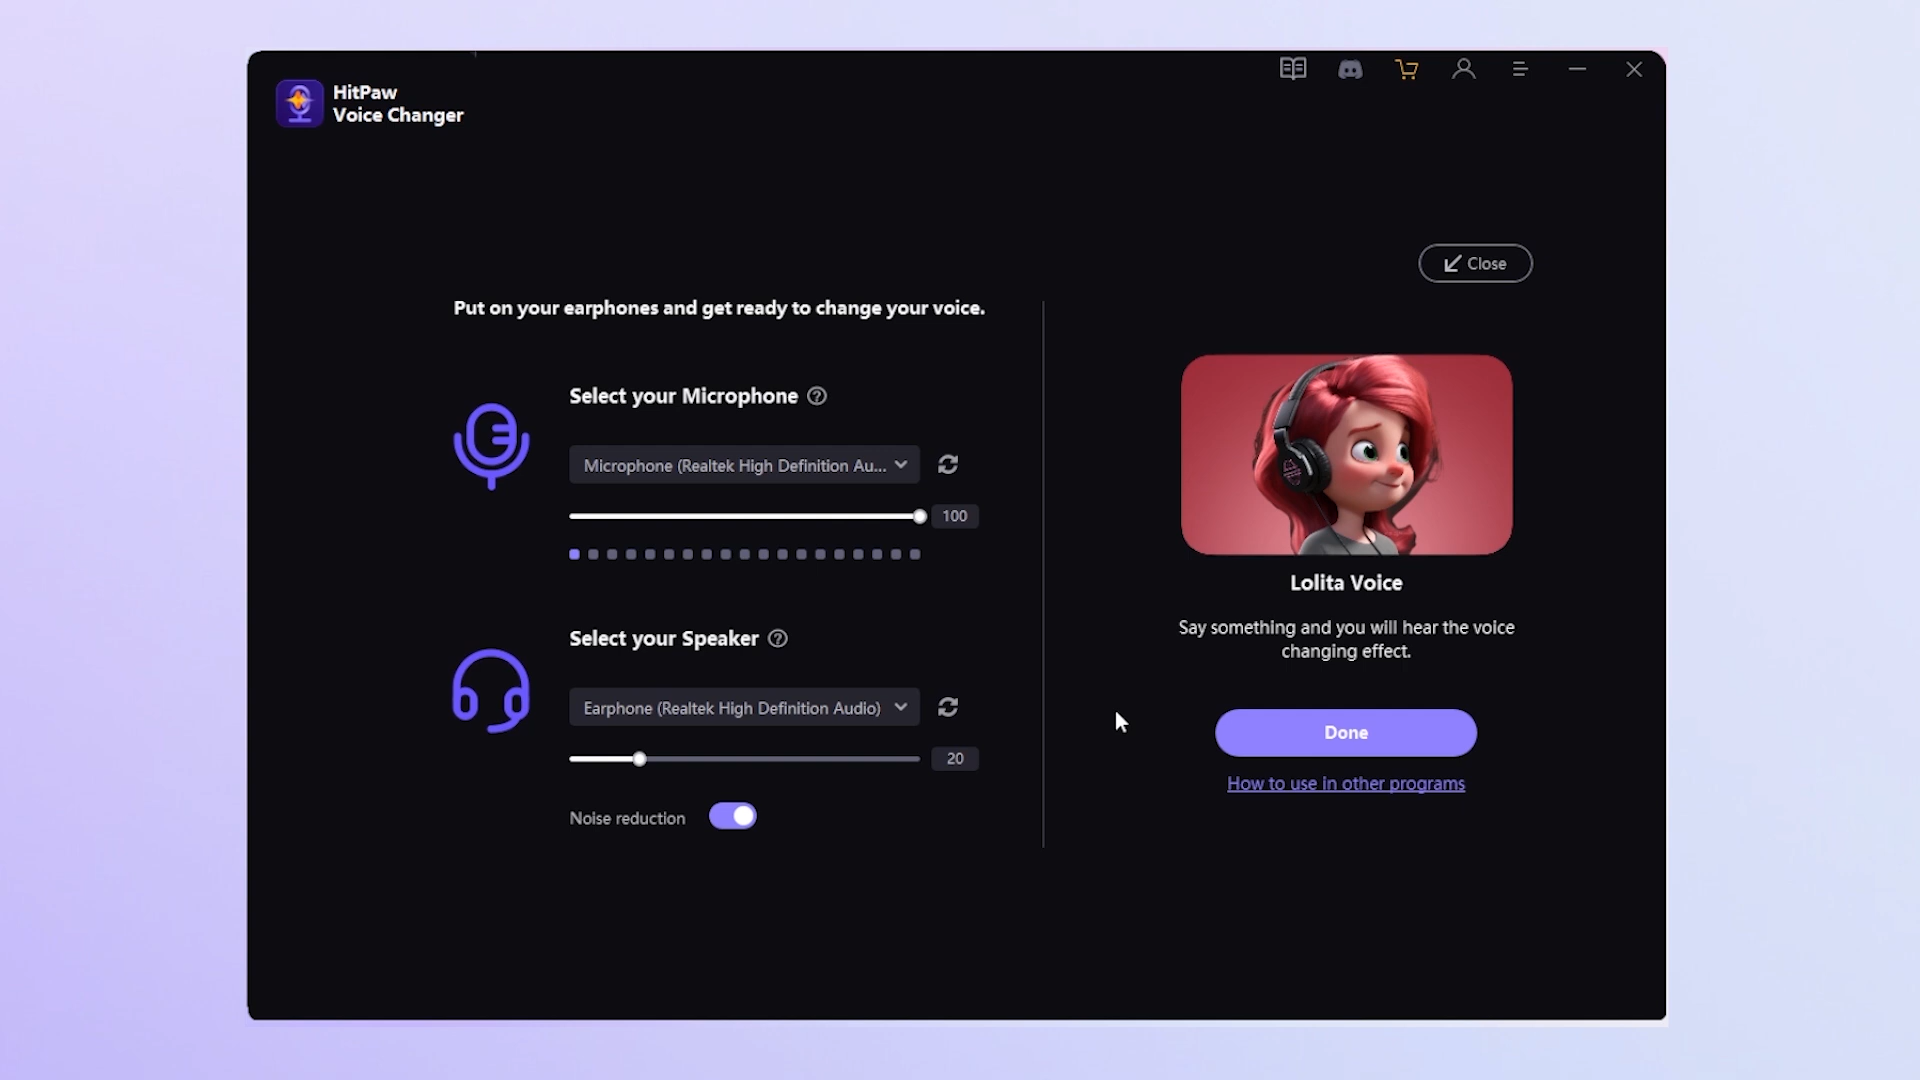 HitPaw
Voice Changer
Close
Put on your earphones and get ready to change your voice.
Select your Microphone
Microphone (Realtek High Definition Au...
100
Select your Speaker
Earphone (Realtek High Definition Audio)
20
Noise reduction
Lolita Voice
Say something and you will hear the voice
changing effect.
Done
How to use in other programs